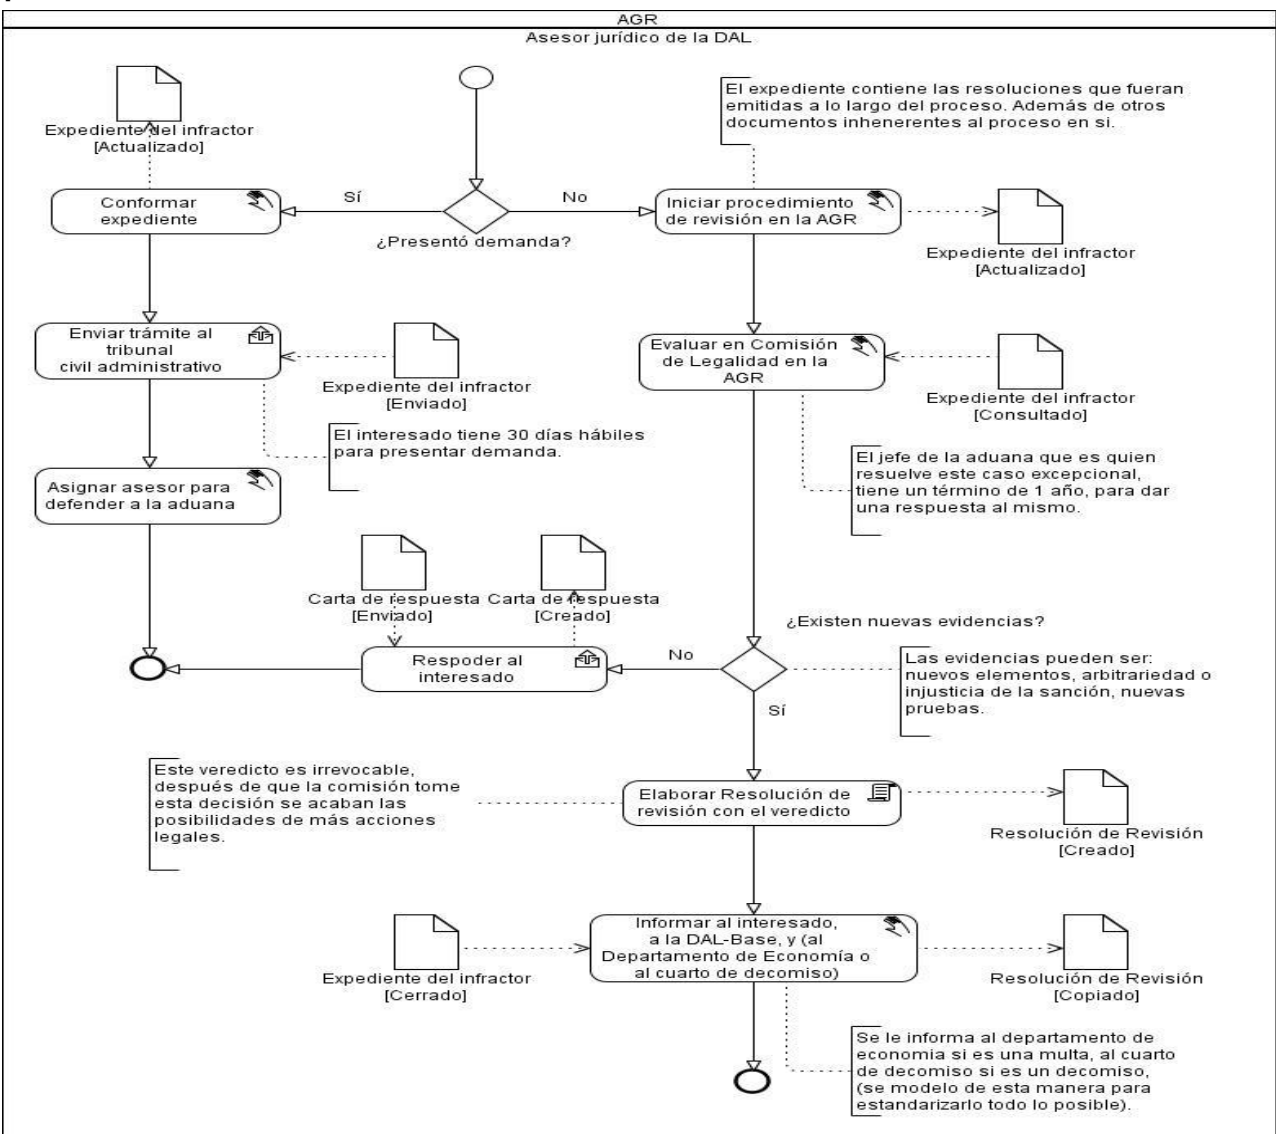 AGR
Asesor jurídico de la DAL
El expediente contiene las resoluciones que fueran
emitidas a lo largo del proceso. Además de otros
documentos inhenerentes al proceso en si.
Expediente del infractor
[Actualizado]
Conformar
expediente
Sí
No
¿Presentó demanda?
Iniciar procedimiento
de revisión en la AGR
Expediente del infractor
[Actualizado]
Enviar trámite al
tribunal
civil administrativo
Expediente del infractor
[Enviado]
Evaluar en Comisión
de Legalidad en la
AGR
Expediente del infractor
[Consultado]
El interesado tiene 30 días hábiles
para presentar demanda.
El jefe de la aduana que es quien
resuelve este caso excepcional,
tiene un término de 1 año, para dar
una respuesta al mismo.
Asignar asesor para
defender a la aduana
Carta de respuesta
[Enviado]
Carta de respuesta
[Creado]
¿Existen nuevas evidencias?
Respoder al
interesado
No
Sí
Las evidencias pueden ser:
nuevos elementos, arbitrariedad o
injusticia de la sanción, nuevas
pruebas.
Este veredicto es irrevocable,
después de que la comisión tome
esta decisión se acaban las
posibilidades de más acciones
legales.
Elaborar Resolución de
revisión con el veredicto
Resolución de Revisión
[Creado]
Expediente del infractor
[Cerrado]
Informar al interesado,
a la DAL-Base, y (al
Departamento de Economía o
al cuarto de decomiso)
Resolución de Revisión
[Copiado]
Se le informa al departamento de
economia si es una multa, al cuarto
de decomiso si es un decomiso,
(se modelo de esta manera para
estandarizarlo todo lo posible).